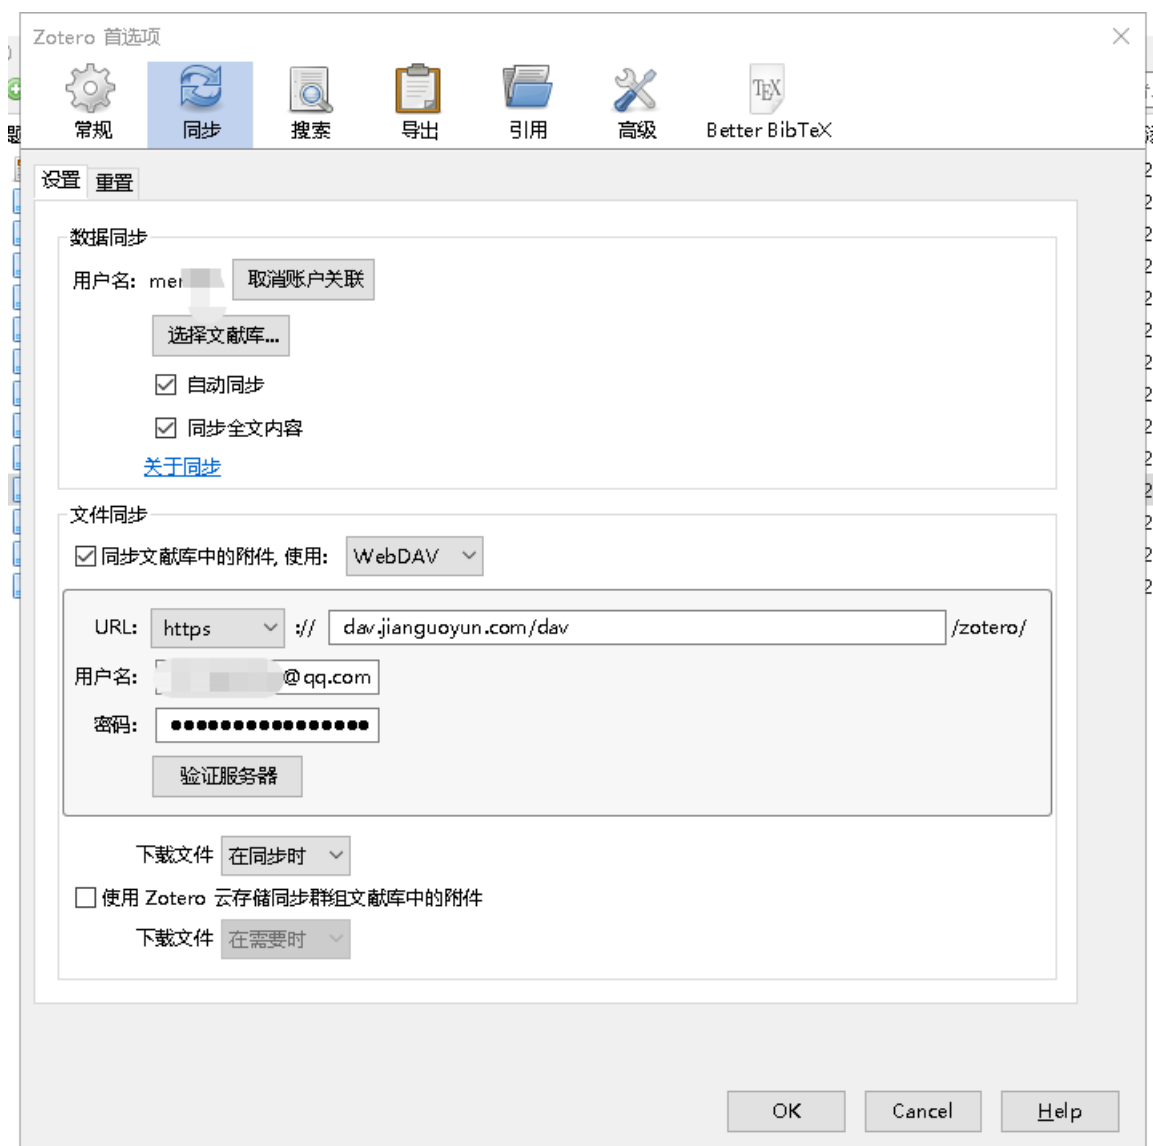 Zotero 首选项
常规 同步 搜索 导出 引用 高级 Better BibTeX
设置 重置
数据同步
用户名: mer 取消账户关联
选择文献库...
自动同步
同步全文内容
关于同步
文件同步
同步文献库中的附件, 使用: WebDAV
URL: https :// dav.jianguoyun.com/dav /zotero/
用户名: @qq.com
密码: ●●●●●●●●●●●●●●●●
验证服务器
下载文件 在同步时
使用 Zotero 云存储同步群组文献库中的附件
下载文件 在需要时
OK Cancel Help